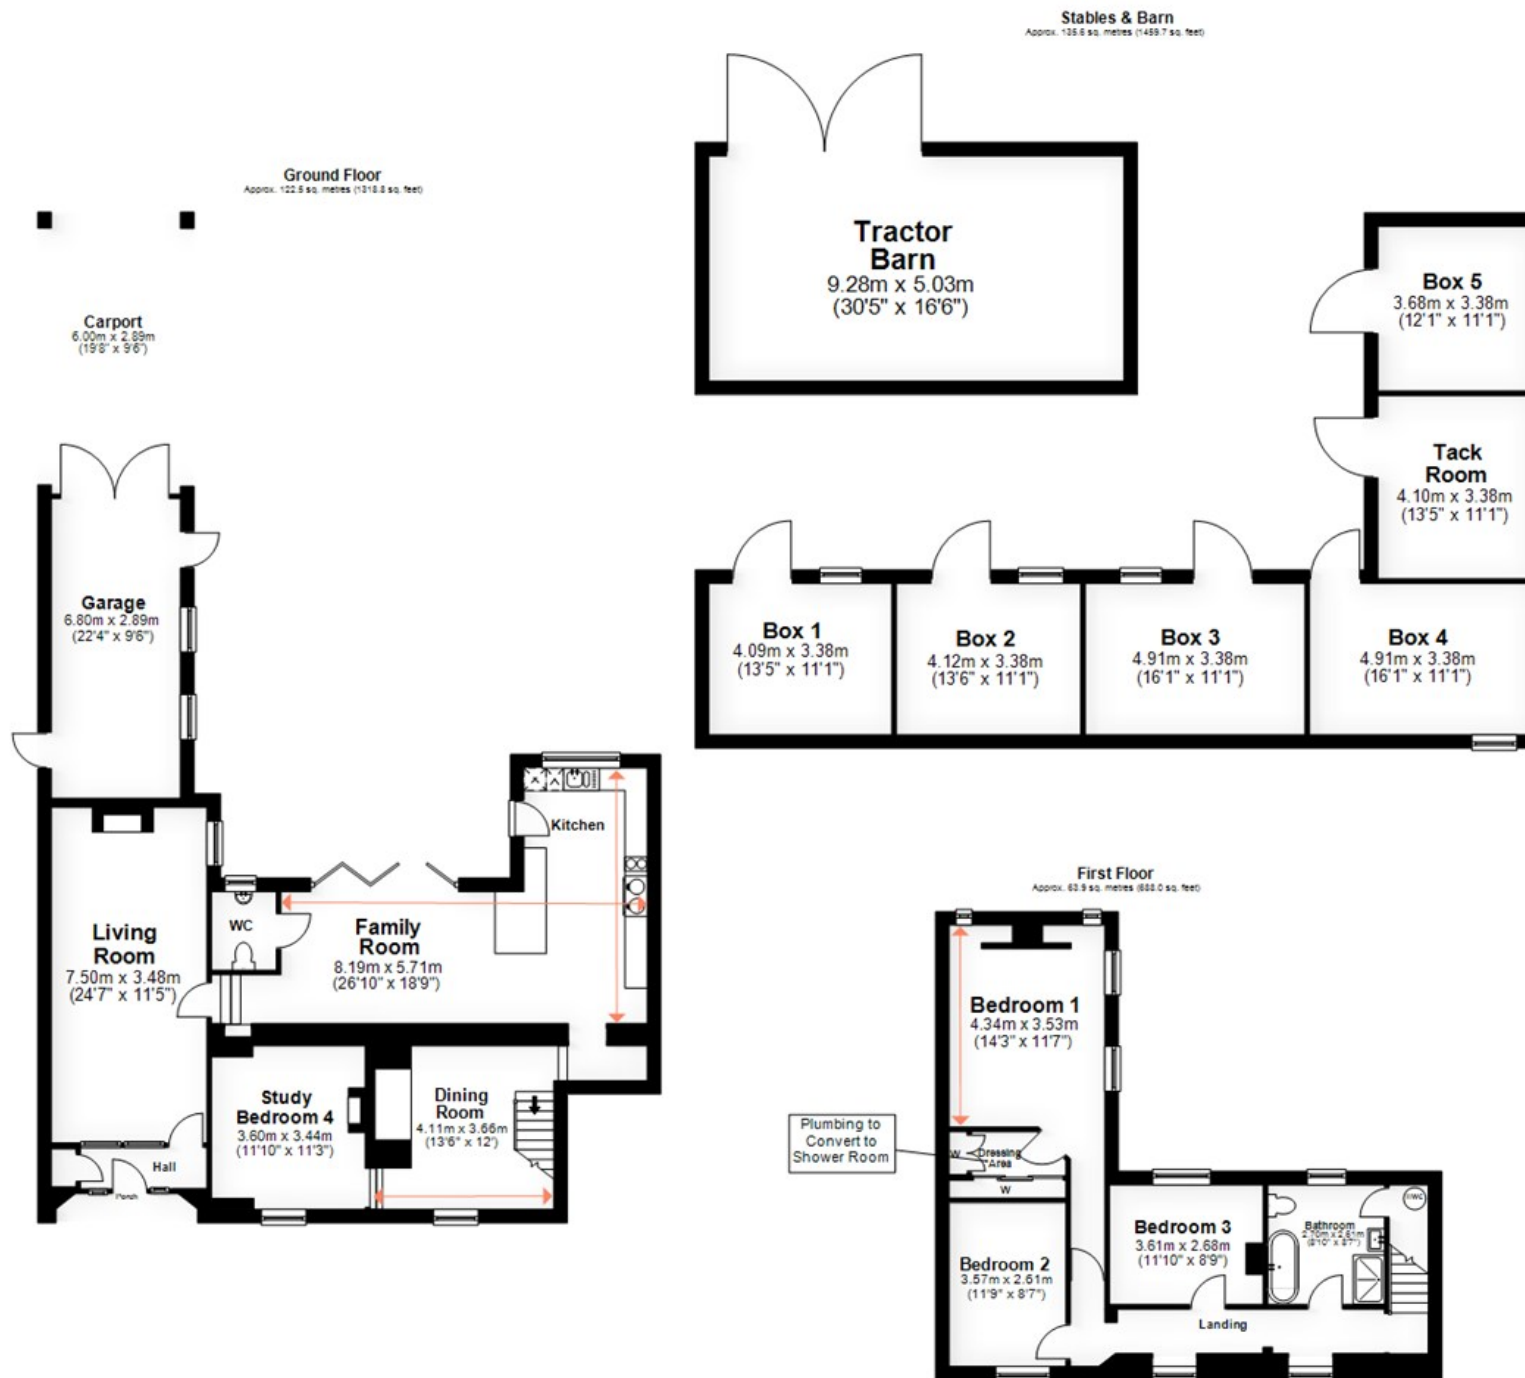 Stables & Barn
Approx. 135.6 sq. metres (1459.7 sq. feet)
Tractor
Barn
9.28m x 5.03m
(30'5" x 16'6")
Box 5
3.68m x 3.38m
(12'1" x 11'1")
Tack
Room
4.10m x 3.38m
(13'5" x 11'1")
Box 1
4.09m x 3.38m
(13'5" x 11'1")
Box 2
4.12m x 3.38m
(13'6" x 11'1")
Box 3
4.91m x 3.38m
(16'1" x 11'1")
Box 4
4.91m x 3.38m
(16'1" x 11'1")
Ground Floor
Approx. 122.5 sq. metres (1318.8 sq. feet)
Carport
6.00m x 2.89m
(19'8" x 9'6")
Garage
6.80m x 2.89m
(22'4" x 9'6")
Kitchen
WC
Family
Room
8.19m x 5.71m
(26'10" x 18'9")
Living
Room
7.50m x 3.48m
(24'7" x 11'5")
Study
Bedroom 4
3.60m x 3.44m
(11'10" x 11'3")
Dining
Room
4.11m x 3.66m
(13'6" x 12')
Hall
Porch
First Floor
Approx. 63.9 sq. metres (688.0 sq. feet)
Bedroom 1
4.34m x 3.53m
(14'3" x 11'7")
Plumbing to
Convert to
Shower Room
W
Dressing
Area
W
Bedroom 2
3.57m x 2.61m
(11'9" x 8'7")
Bedroom 3
3.61m x 2.68m
(11'10" x 8'9")
Bathroom
2.70m x 2.61m
(8'10" x 8'7")
HWC
Landing